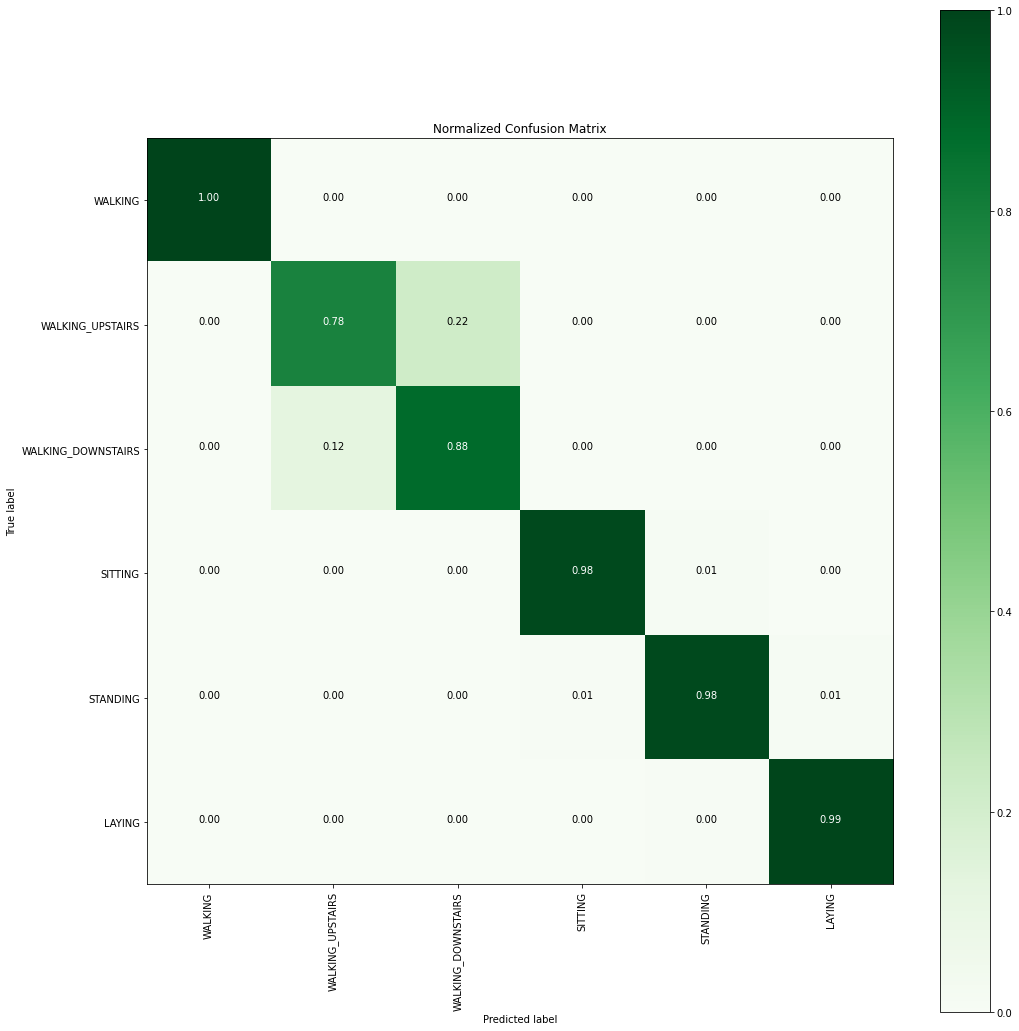 Normalized Confusion Matrix
True label
WALKING 1.00 0.00 0.00 0.00 0.00 0.00
WALKING_UPSTAIRS 0.00 0.78 0.22 0.00 0.00 0.00
WALKING_DOWNSTAIRS 0.00 0.12 0.88 0.00 0.00 0.00
SITTING 0.00 0.00 0.00 0.98 0.01 0.00
STANDING 0.00 0.00 0.00 0.01 0.98 0.01
LAYING 0.00 0.00 0.00 0.00 0.00 0.99
WALKING
WALKING_UPSTAIRS
WALKING_DOWNSTAIRS
SITTING
STANDING
LAYING
Predicted label
1.0
0.8
0.6
0.4
0.2
0.0